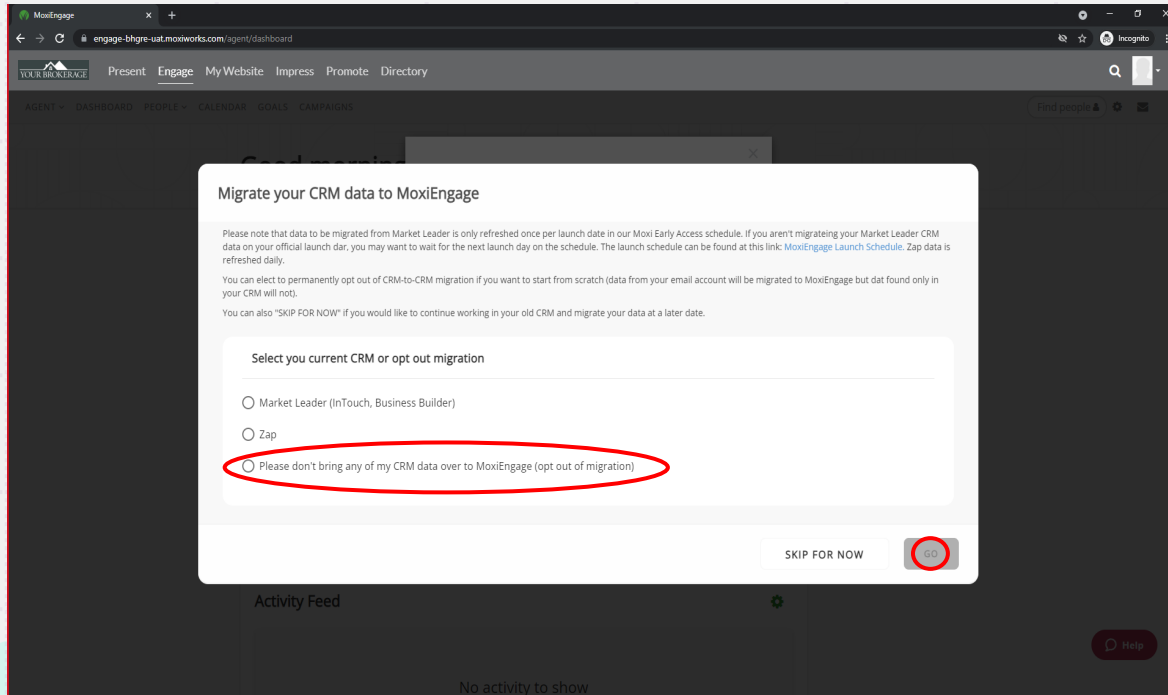 MoxiEngage
engage-bhgre-uat.moxiworks.com/agent/dashboard
Incognito
YOUR BROKERAGE
Present Engage My Website Impress Promote Directory
AGENT DASHBOARD PEOPLE CALENDAR GOALS CAMPAIGNS
Find people
Good morning
Migrate your CRM data to MoxiEngage
Please note that data to be migrated from Market Leader is only refreshed once per launch date in our Moxi Early Access schedule. If you aren't migrateing your Market Leader CRM
data on your official launch dar, you may want to wait for the next launch day on the schedule. The launch schedule can be found at this link: MoxiEngage Launch Schedule. Zap data is
refreshed daily.
You can elect to permanently opt out of CRM-to-CRM migration if you want to start from scratch (data from your email account will be migrated to MoxiEngage but dat found only in
your CRM will not).
You can also "SKIP FOR NOW" if you would like to continue working in your old CRM and migrate your data at a later date.
Select you current CRM or opt out migration
Market Leader (InTouch, Business Builder)
Zap
Please don't bring any of my CRM data over to MoxiEngage (opt out of migration)
SKIP FOR NOW
GO
Activity Feed
Help
No activity to show